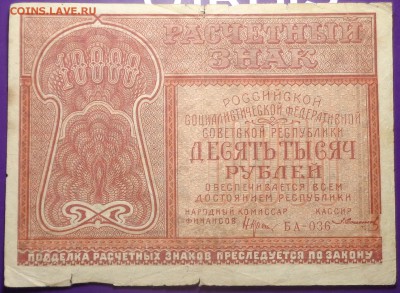 COINS.LAVE.RU
РАСЧЕТНЫЙ
ЗНАК
10000
РОССИЙСКОЙ
СОЦИАЛИСТИЧЕСКОЙ ФЕДЕРАТИВНОЙ
СОВЕТСКОЙ РЕСПУБЛИКИ
ДЕСЯТЬ ТЫСЯЧ
РУБЛЕЙ
ОБЕСПЕЧИВАЕТСЯ ВСЕМ
ДОСТОЯНИЕМ РЕСПУБЛИКИ
НАРОДНЫЙ КОМИССАР КАССИР
ФИНАНСОВ БА-036
ПОДДЕЛКА РАСЧЕТНЫХ ЗНАКОВ ПРЕСЛЕДУЕТСЯ ПО ЗАКОНУ